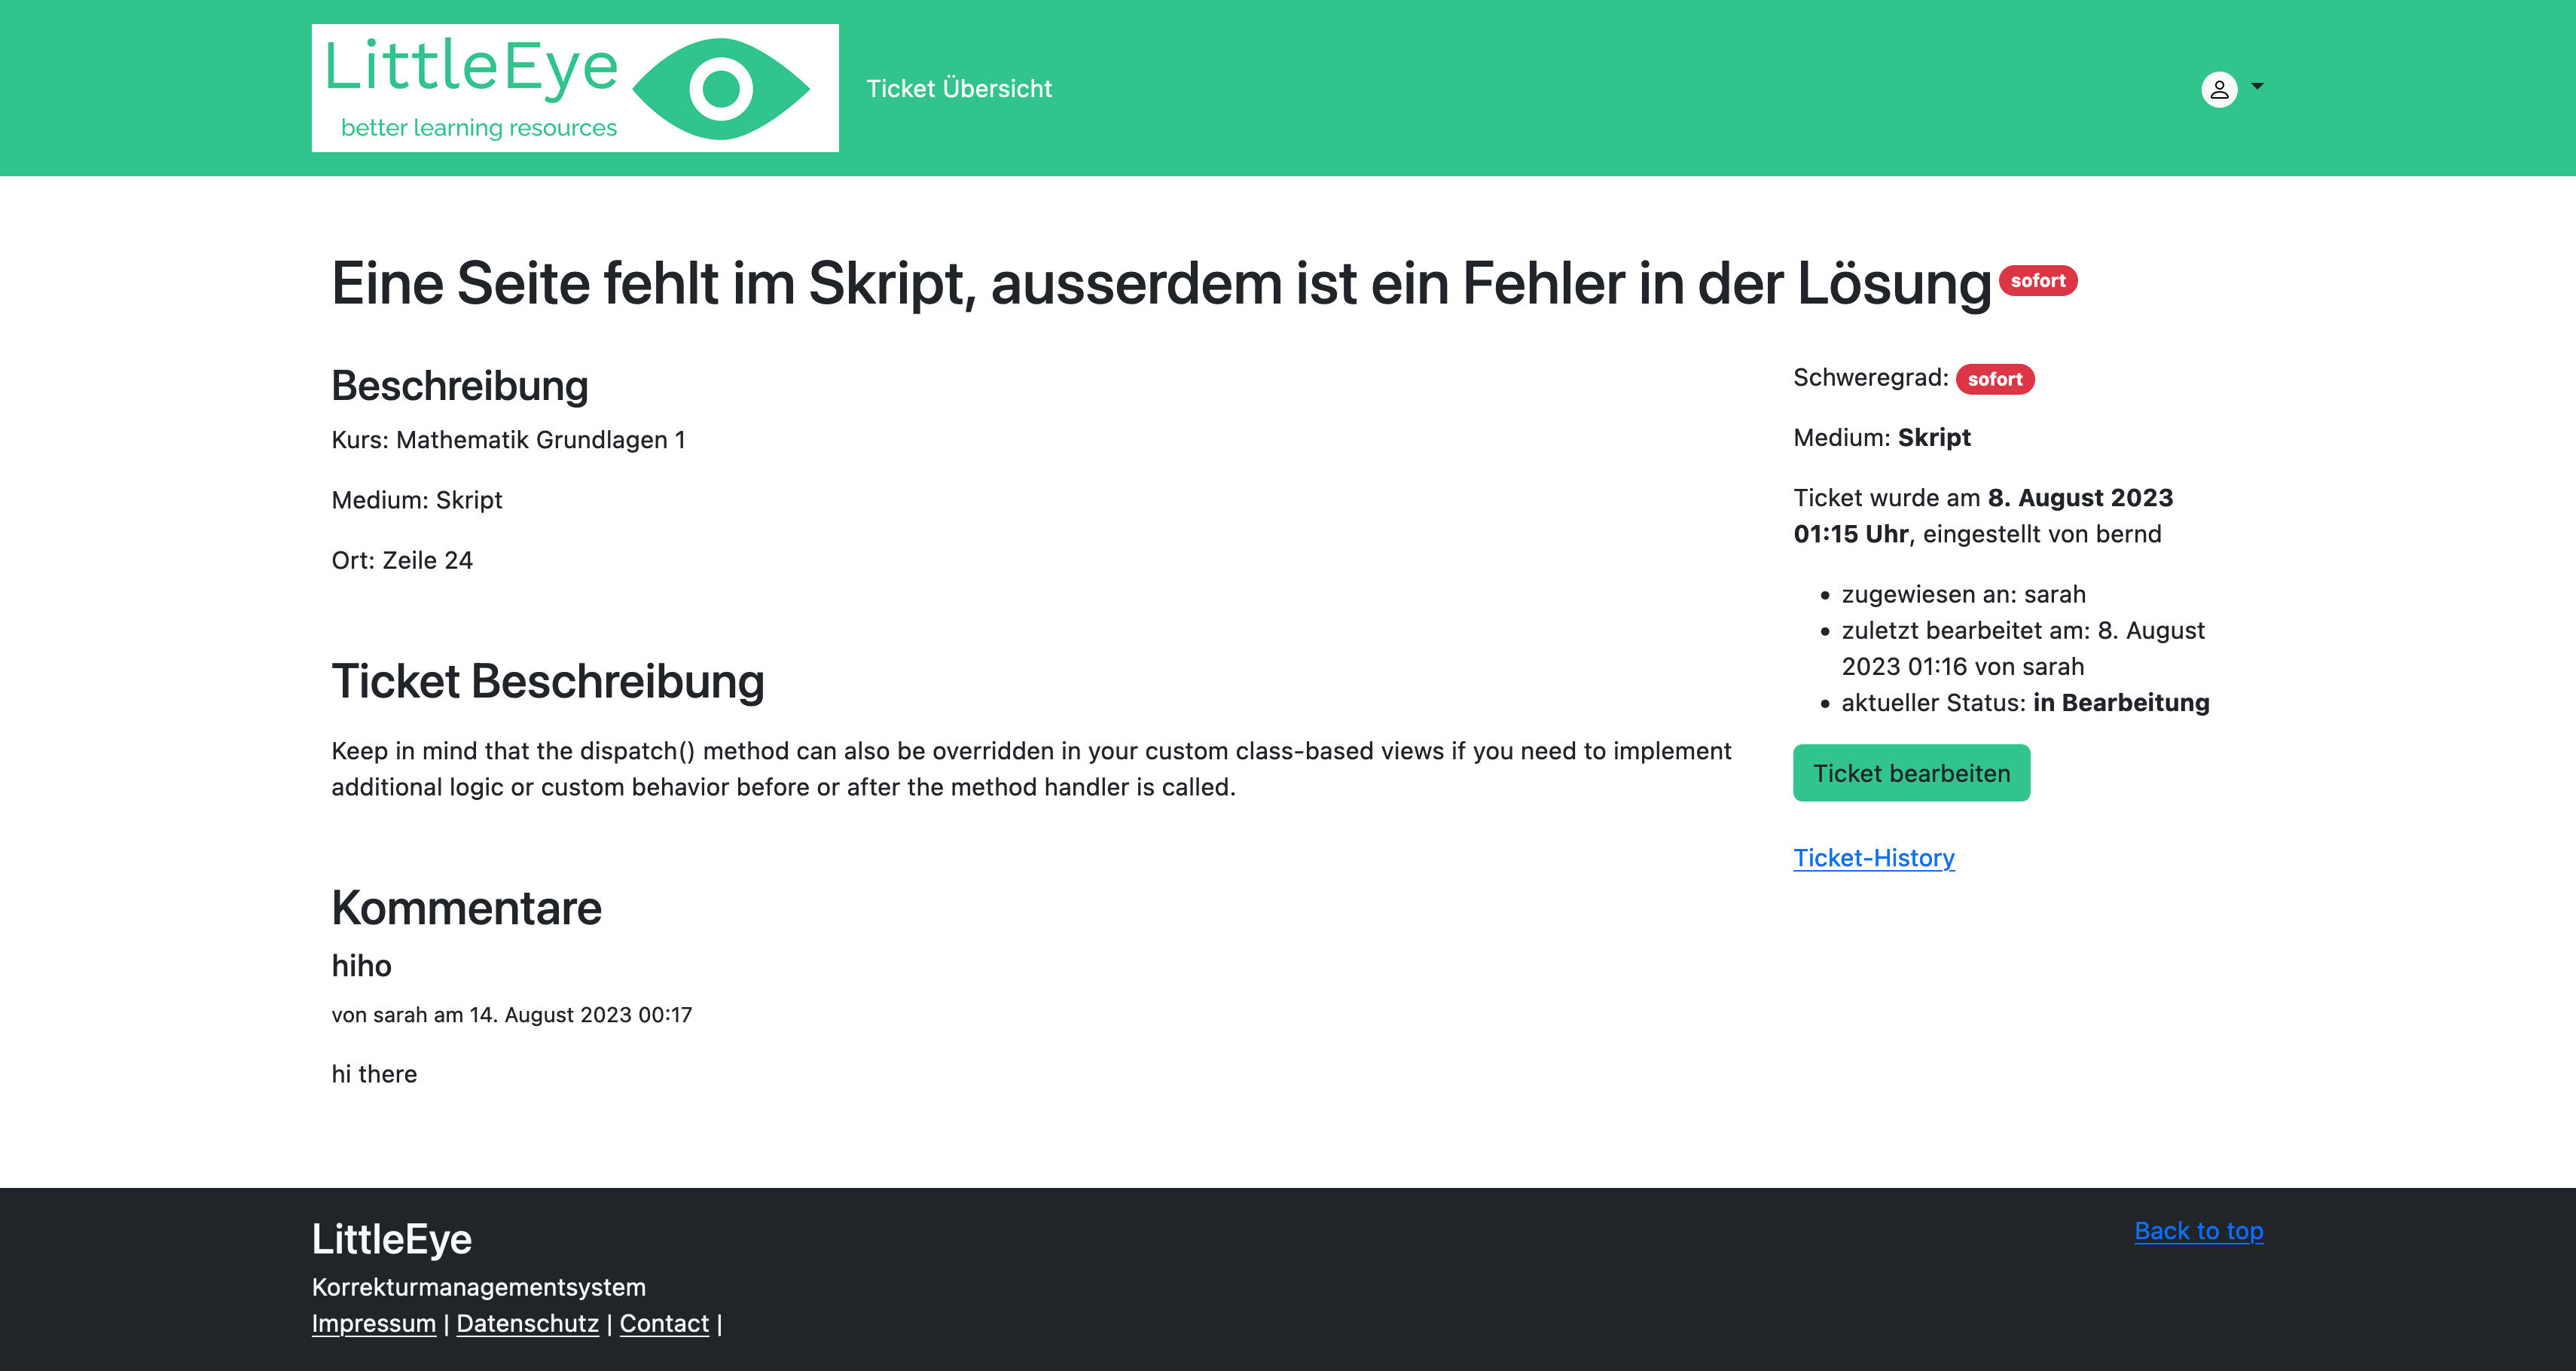 LittleEye
better learning resources
Ticket Übersicht
Eine Seite fehlt im Skript, ausserdem ist ein Fehler in der Lösung sofort
Beschreibung
Kurs: Mathematik Grundlagen 1
Medium: Skript
Ort: Zeile 24
Ticket Beschreibung
Keep in mind that the dispatch() method can also be overridden in your custom class-based views if you need to implement
additional logic or custom behavior before or after the method handler is called.
Kommentare
hiho
von sarah am 14. August 2023 00:17
hi there
Schweregrad: sofort
Medium: Skript
Ticket wurde am 8. August 2023
01:15 Uhr, eingestellt von bernd
• zugewiesen an: sarah
• zuletzt bearbeitet am: 8. August
2023 01:16 von sarah
• aktueller Status: in Bearbeitung
Ticket bearbeiten
Ticket-History
LittleEye
Korrekturmanagementsystem
Impressum | Datenschutz | Contact |
Back to top